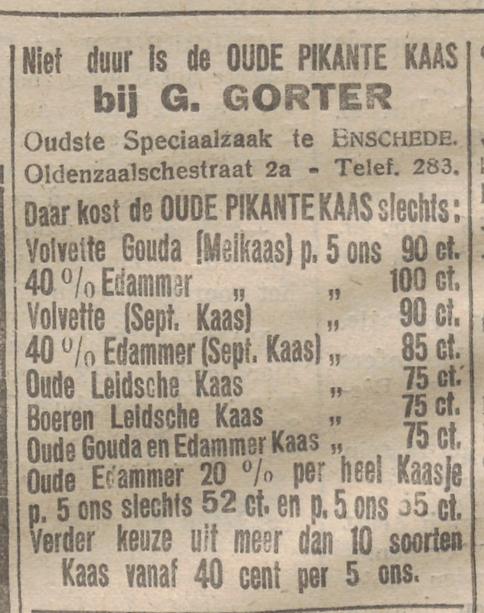 Niet duur is de OUDE PIKANTE KAAS
bij G. GORTER
Oudste Speciaalzaak te ENSCHEDE.
Oldenzaalschestraat 2a - Telef. 283.
Daar kost de OUDE PIKANTE KAAS slechts:
Volvette Gouda (Meikaas) p. 5 ons 90 ct.
40 % Edammer „ „ 100 ct.
Volvette (Sept. Kaas) „ 90 ct.
40 % Edammer (Sept. Kaas) „ 85 ct.
Oude Leidsche Kaas „ 75 ct.
Boeren Leidsche Kaas „ 75 ct.
Oude Gouda en Edammer Kaas „ 75 ct.
Oude Edammer 20 % per heel Kaasje
p. 5 ons slechts 52 ct. en p. 5 ons 55 ct.
Verder keuze uit meer dan 10 soorten
Kaas vanaf 40 cent per 5 ons.